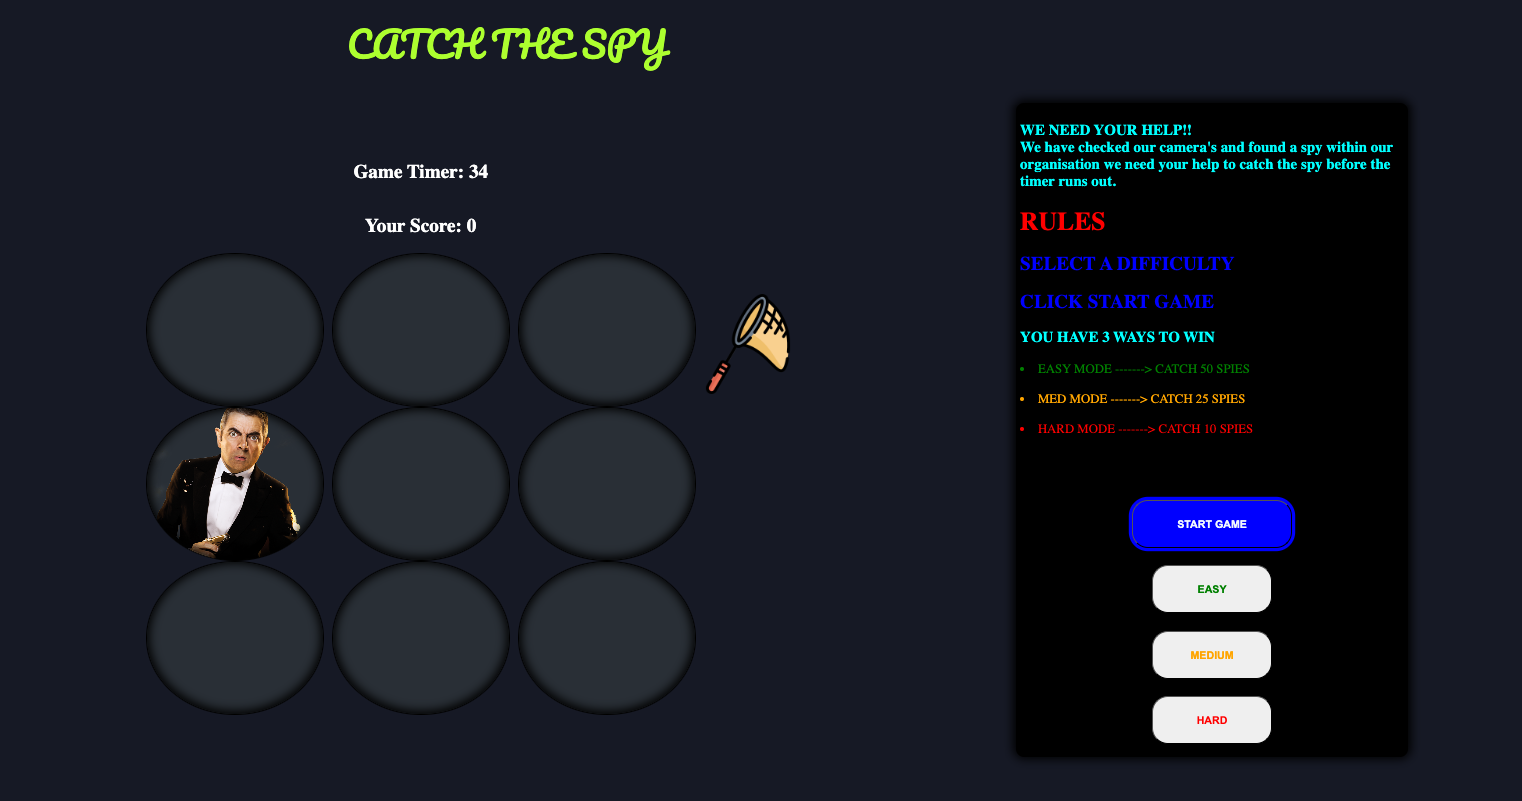 CATCH THE SPY
Game Timer: 34
Your Score: 0
WE NEED YOUR HELP!!
We have checked our camera's and found a spy within our
organisation we need your help to catch the spy before the
timer runs out.
RULES
SELECT A DIFFICULTY
CLICK START GAME
YOU HAVE 3 WAYS TO WIN
• EASY MODE -------> CATCH 50 SPIES
• MED MODE -------> CATCH 25 SPIES
• HARD MODE -------> CATCH 10 SPIES
START GAME
EASY
MEDIUM
HARD